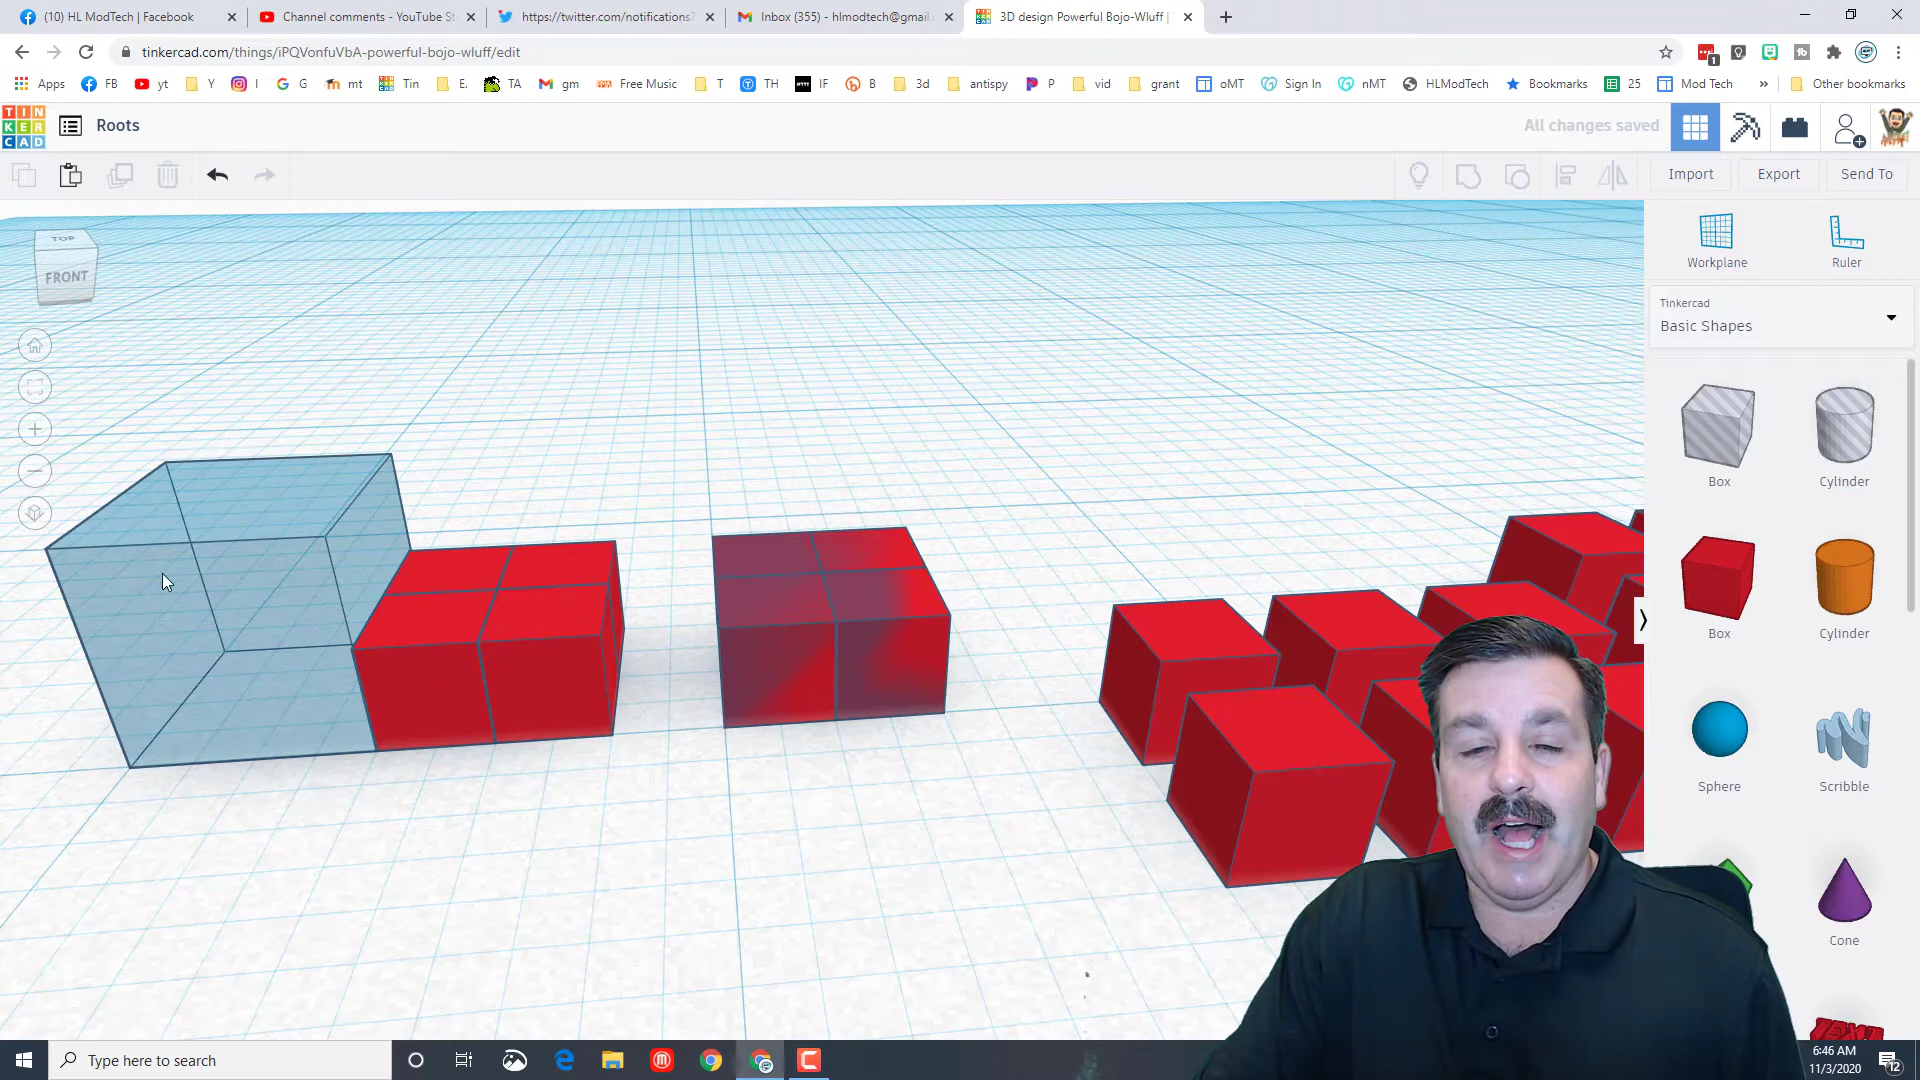 (10) HL ModTech | Facebook
Channel comments - YouTube St
https://twitter.com/notifications?
Inbox (355) - hlmodtech@gmail.c
3D design Powerful Bojo-Wluff |
tinkercad.com/things/iPQVonfuVbA-powerful-bojo-wluff/edit
1
Apps
FB
yt
Y
I
G
mt
Tin
E.
TA
gm
Free Music
T
TH
IF
B
3d
antispy
P
vid
grant
oMT
Sign In
nMT
HLModTech
Bookmarks
25
Mod Tech
»
Other bookmarks
TIN
KER
CAD
Roots
All changes saved
Import
Export
Send To
TOP
FRONT
Workplane
Ruler
Tinkercad
Basic Shapes
Box
Cylinder
Box
Cylinder
Sphere
Scribble
Cone
TEXT
Type here to search
6:46 AM
11/3/2020
12